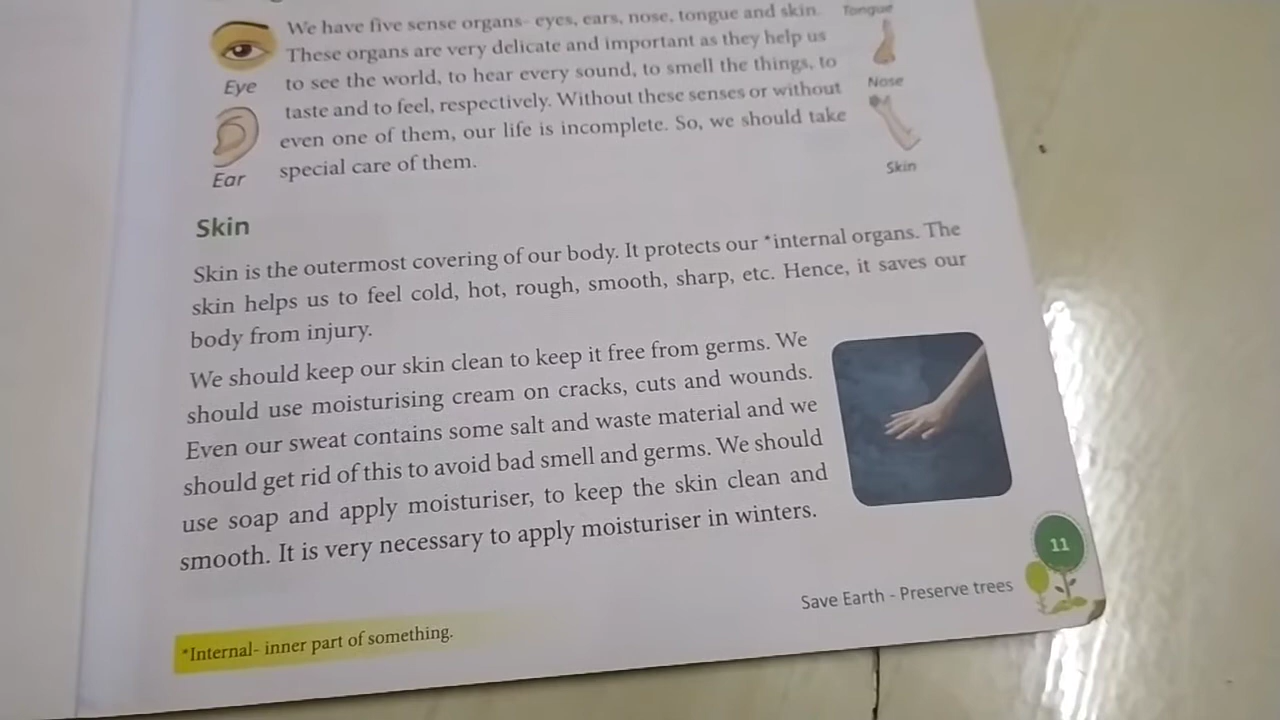 We have five sense organs- eyes, ears, nose, tongue and skin.
These organs are very delicate and important as they help us
to see the world, to hear every sound, to smell the things, to
taste and to feel, respectively. Without these senses or without
even one of them, our life is incomplete. So, we should take
special care of them.
Eye
Ear
Tongue
Nose
Skin
Skin
Skin is the outermost covering of our body. It protects our *internal organs. The
skin helps us to feel cold, hot, rough, smooth, sharp, etc. Hence, it saves our
body from injury.
We should keep our skin clean to keep it free from germs. We
should use moisturising cream on cracks, cuts and wounds.
Even our sweat contains some salt and waste material and we
should get rid of this to avoid bad smell and germs. We should
use soap and apply moisturiser, to keep the skin clean and
smooth. It is very necessary to apply moisturiser in winters.
*Internal- inner part of something.
Save Earth - Preserve trees
11